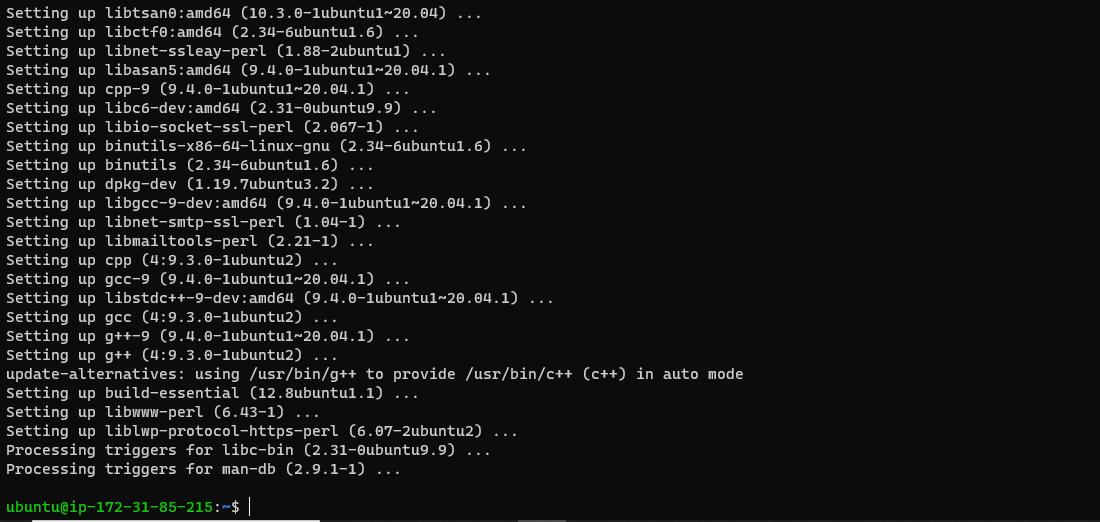 Setting up libtsan0:amd64 (10.3.0-1ubuntu1~20.04) ...
Setting up libctf0:amd64 (2.34-6ubuntu1.6) ...
Setting up libnet-ssleay-perl (1.88-2ubuntu1) ...
Setting up libasan5:amd64 (9.4.0-1ubuntu1~20.04.1) ...
Setting up cpp-9 (9.4.0-1ubuntu1~20.04.1) ...
Setting up libc6-dev:amd64 (2.31-0ubuntu9.9) ...
Setting up libio-socket-ssl-perl (2.067-1) ...
Setting up binutils-x86-64-linux-gnu (2.34-6ubuntu1.6) ...
Setting up binutils (2.34-6ubuntu1.6) ...
Setting up dpkg-dev (1.19.7ubuntu3.2) ...
Setting up libgcc-9-dev:amd64 (9.4.0-1ubuntu1~20.04.1) ...
Setting up libnet-smtp-ssl-perl (1.04-1) ...
Setting up libmailtools-perl (2.21-1) ...
Setting up cpp (4:9.3.0-1ubuntu2) ...
Setting up gcc-9 (9.4.0-1ubuntu1~20.04.1) ...
Setting up libstdc++-9-dev:amd64 (9.4.0-1ubuntu1~20.04.1) ...
Setting up gcc (4:9.3.0-1ubuntu2) ...
Setting up g++-9 (9.4.0-1ubuntu1~20.04.1) ...
Setting up g++ (4:9.3.0-1ubuntu2) ...
update-alternatives: using /usr/bin/g++ to provide /usr/bin/c++ (c++) in auto mode
Setting up build-essential (12.8ubuntu1.1) ...
Setting up libwww-perl (6.43-1) ...
Setting up liblwp-protocol-https-perl (6.07-2ubuntu2) ...
Processing triggers for libc-bin (2.31-0ubuntu9.9) ...
Processing triggers for man-db (2.9.1-1) ...
ubuntu@ip-172-31-85-215:~$